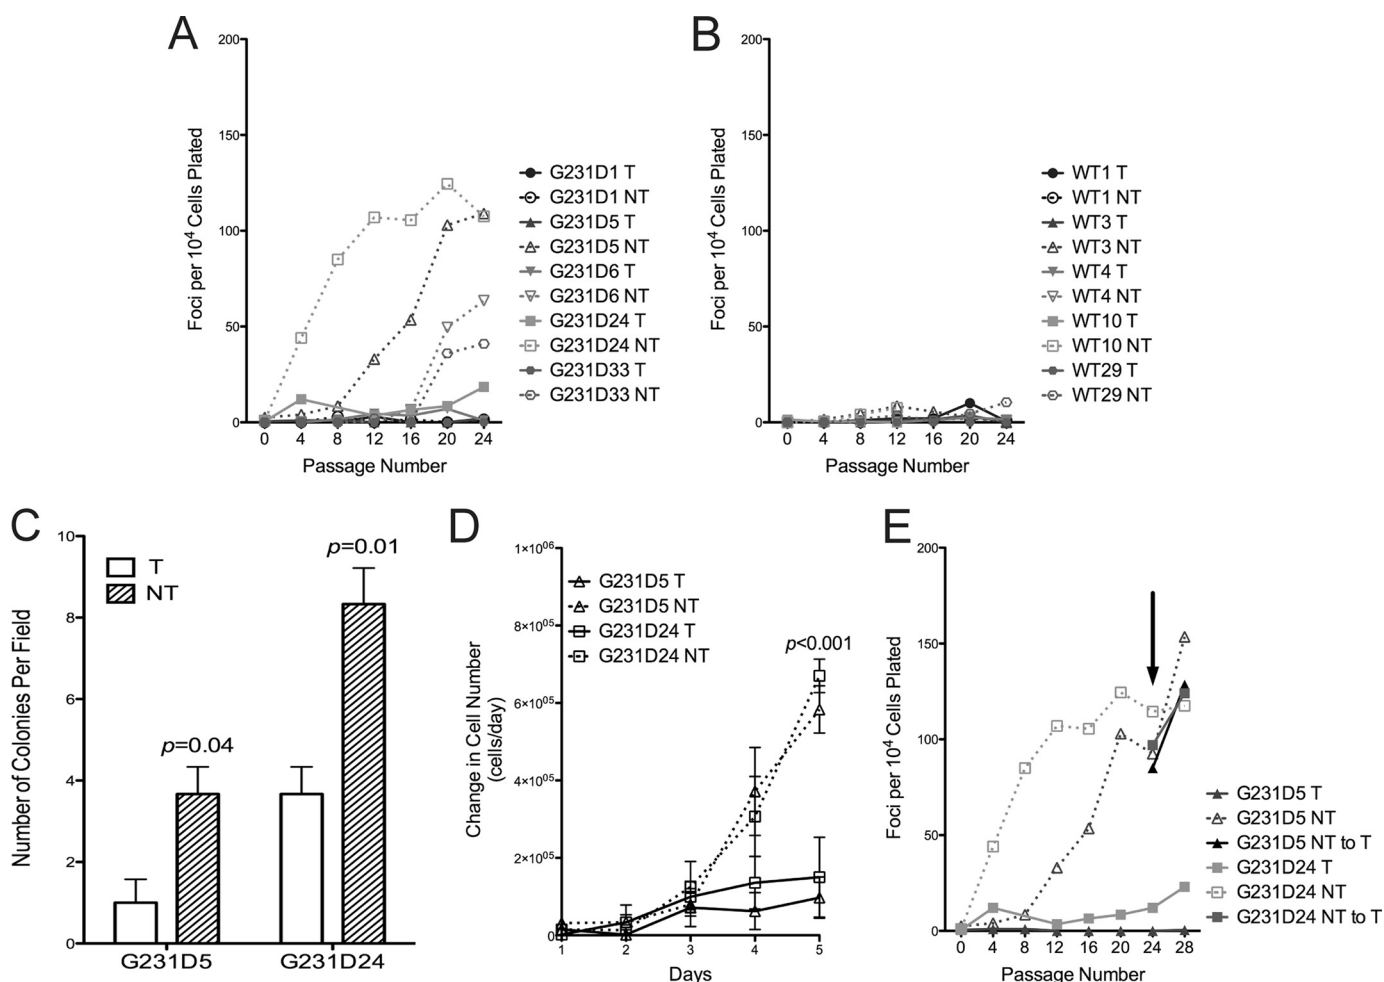 A
200
150
100
50
0
Foci per 10⁴ Cells Plated
0 4 8 12 16 20 24
Passage Number
G231D1 T
G231D1 NT
G231D5 T
G231D5 NT
G231D6 T
G231D6 NT
G231D24 T
G231D24 NT
G231D33 T
G231D33 NT
B
200
150
100
50
0
Foci per 10⁴ Cells Plated
0 4 8 12 16 20 24
Passage Number
WT1 T
WT1 NT
WT3 T
WT3 NT
WT4 T
WT4 NT
WT10 T
WT10 NT
WT29 T
WT29 NT
C
10
8
6
4
2
0
Number of Colonies Per Field
T
NT
p=0.04
p=0.01
G231D5 G231D24
D
1×10⁰⁶
8×10⁰⁵
6×10⁰⁵
4×10⁰⁵
2×10⁰⁵
0
Change in Cell Number
(cells/day)
G231D5 T
G231D5 NT
G231D24 T
G231D24 NT
p<0.001
1 2 3 4 5
Days
E
200
150
100
50
0
Foci per 10⁴ Cells Plated
0 4 8 12 16 20 24 28
Passage Number
G231D5 T
G231D5 NT
G231D5 NT to T
G231D24 T
G231D24 NT
G231D24 NT to T